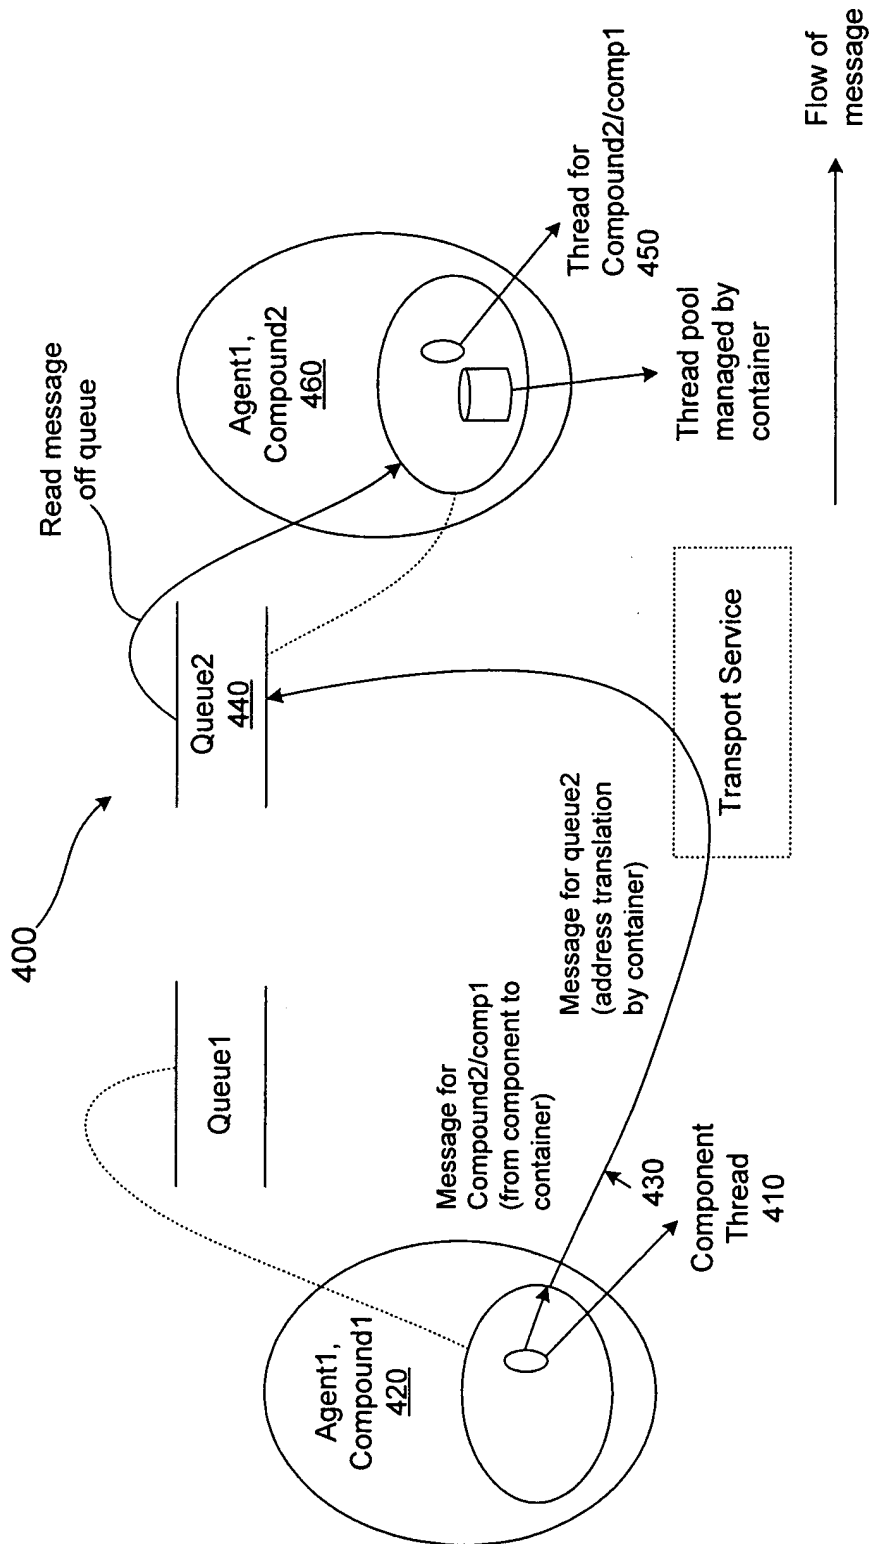 400
Read message
off queue
Queue1
Queue2
440
Agent1,
Compound1
420
Agent1,
Compound2
460
Message for
Compound2/comp1
(from component to
container)
Message for queue2
(address translation
by container)
430
Component
Thread
410
Transport Service
Thread for
Compound2/comp1
450
Thread pool
managed by
container
Flow of
message